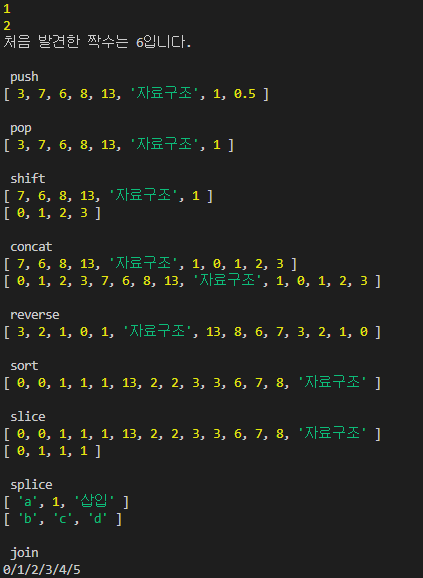 1
2
처음 발견한 짝수는 6입니다.
push
[ 3, 7, 6, 8, 13, '자료구조', 1, 0.5 ]
pop
[ 3, 7, 6, 8, 13, '자료구조', 1 ]
shift
[ 7, 6, 8, 13, '자료구조', 1 ]
[ 0, 1, 2, 3 ]
concat
[ 7, 6, 8, 13, '자료구조', 1, 0, 1, 2, 3 ]
[ 0, 1, 2, 3, 7, 6, 8, 13, '자료구조', 1, 0, 1, 2, 3 ]
reverse
[ 3, 2, 1, 0, 1, '자료구조', 13, 8, 6, 7, 3, 2, 1, 0 ]
sort
[ 0, 0, 1, 1, 1, 13, 2, 2, 3, 3, 6, 7, 8, '자료구조' ]
slice
[ 0, 0, 1, 1, 1, 13, 2, 2, 3, 3, 6, 7, 8, '자료구조' ]
[ 0, 1, 1, 1 ]
splice
[ 'a', 1, '삽입' ]
[ 'b', 'c', 'd' ]
join
0/1/2/3/4/5